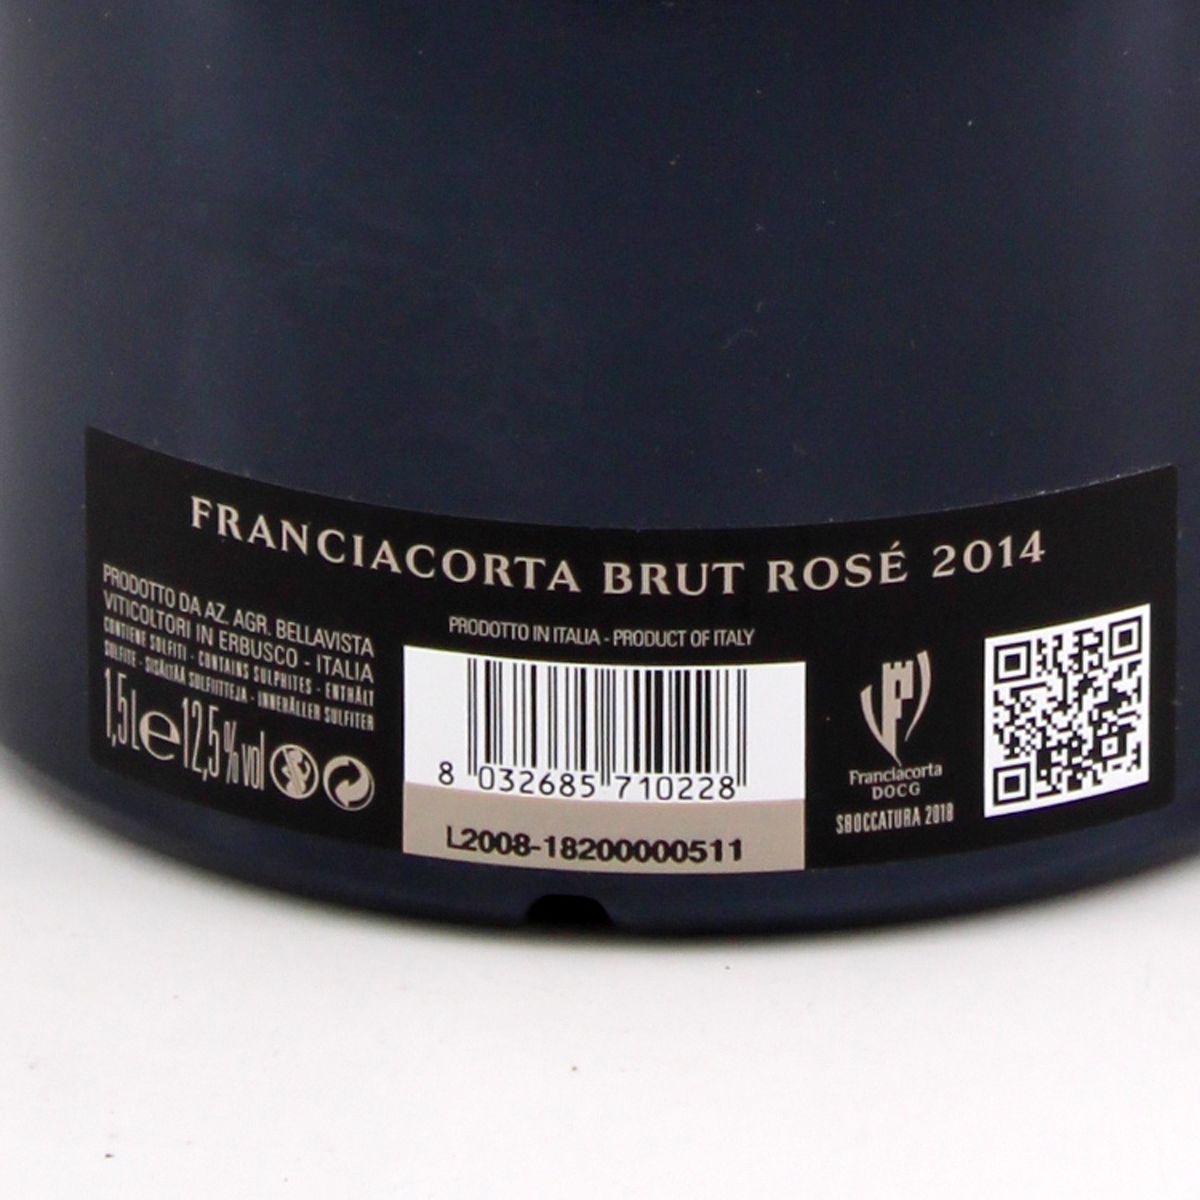 FRANCIACORTA BRUT ROSÉ 2014
PRODOTTO DA AZ. AGR. BELLAVISTA
VITICOLTORI IN ERBUSCO - ITALIA
CONTIENE SOLFITI - CONTAINS SULPHITES - ENTHÄLT
SULFITE - SISÄLTÄÄ SULFIITTEJA - INNEHÅLLER SULFITER
1,5L e 12,5 % vol
PRODOTTO IN ITALIA - PRODUCT OF ITALY
8 032685 710228
L2008-18200000511
Franciacorta
DOCG
SBOCCATURA 2018